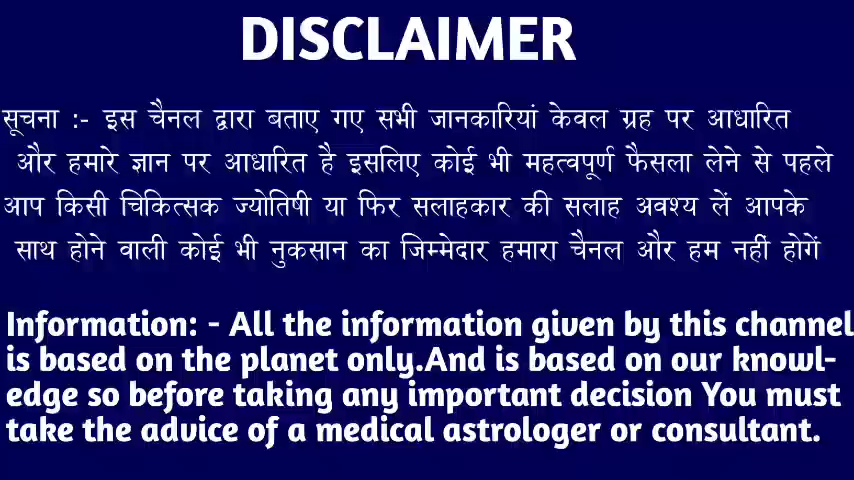 DISCLAIMER
सूचना :- इस चैनल द्वारा बताए गए सभी जानकारियां केवल ग्रह पर आधारित
और हमारे ज्ञान पर आधारित है इसलिए कोई भी महत्वपूर्ण फैसला लेने से पहले
आप किसी चिकित्सक ज्योतिषी या फिर सलाहकार की सलाह अवश्य लें आपके
साथ होने वाली कोई भी नुकसान का जिम्मेदार हमारा चैनल और हम नहीं होगें
Information: - All the information given by this channel
is based on the planet only.And is based on our knowl-
edge so before taking any important decision You must
take the advice of a medical astrologer or consultant.